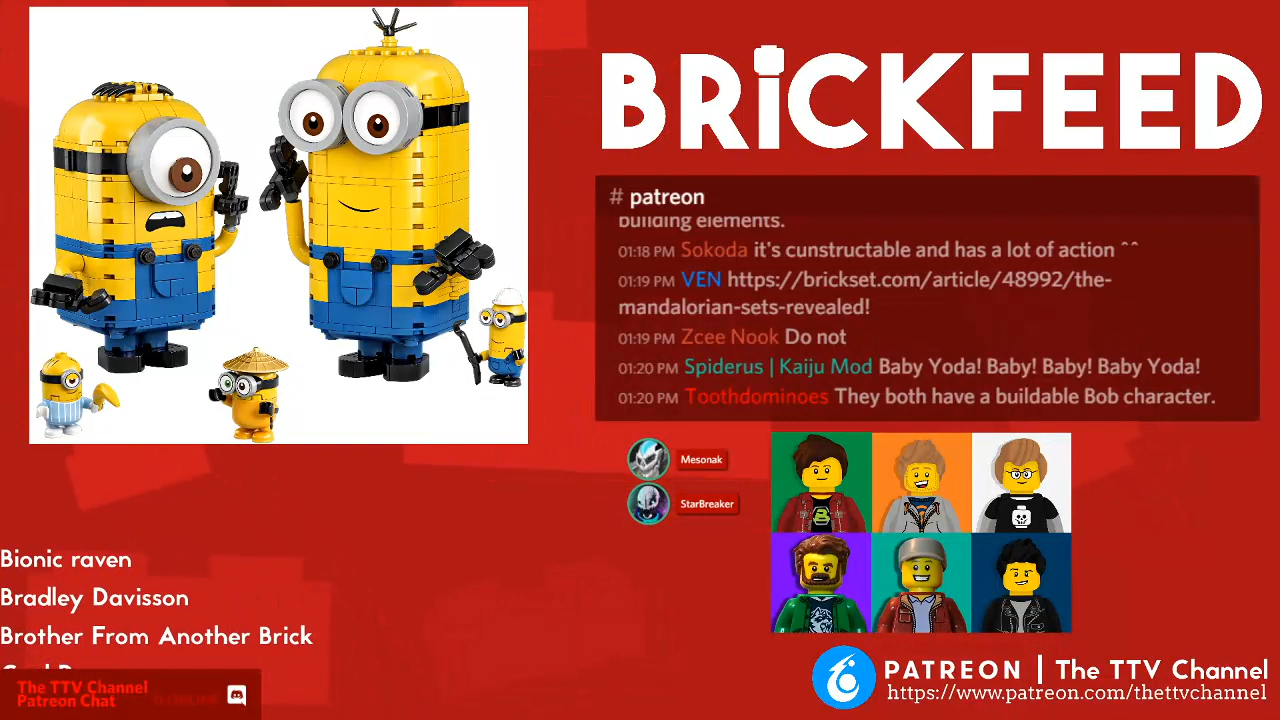 BRICKFEED
# patreon
building elements.
01:18 PM Sokoda it's cunstructable and has a lot of action ^^
01:19 PM VEN https://brickset.com/article/48992/the-
mandalorian-sets-revealed!
01:19 PM Zcee Nook Do not
01:20 PM Spiderus | Kaiju Mod Baby Yoda! Baby! Baby! Baby Yoda!
01:20 PM Toothdominoes They both have a buildable Bob character.
Mesonak
StarBreaker
Bionic raven
Bradley Davisson
Brother From Another Brick
The TTV Channel
Patreon Chat
PATREON | The TTV Channel
https://www.patreon.com/thettvchannel